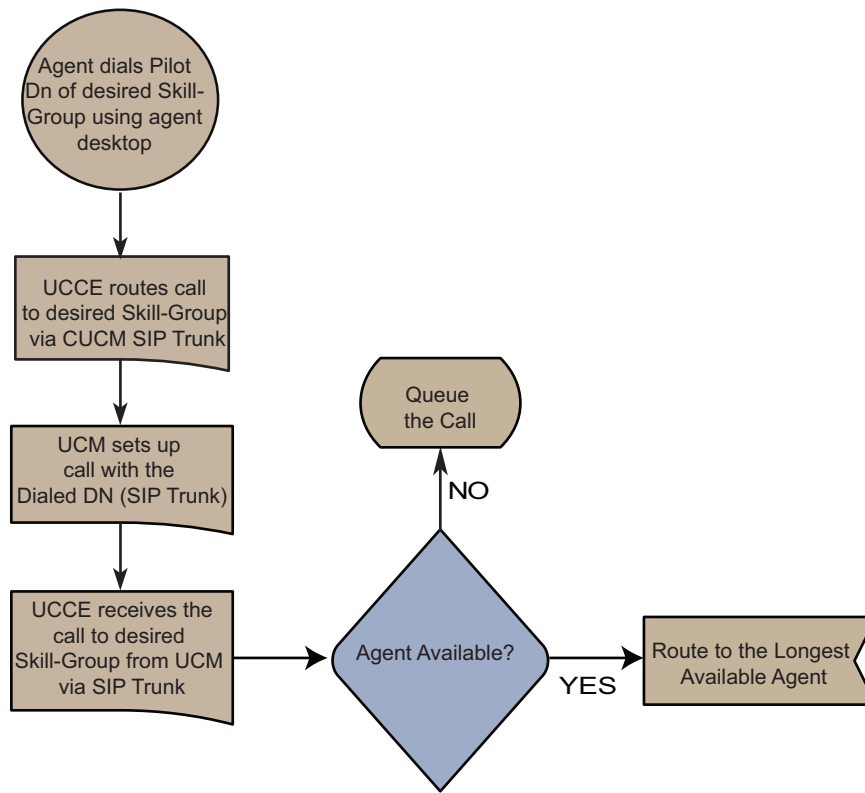 Agent dials Pilot
Dn of desired Skill-
Group using agent
desktop
UCCE routes call
to desired Skill-Group
via CUCM SIP Trunk
UCM sets up
call with the
Dialed DN (SIP Trunk)
UCCE receives the
call to desired
Skill-Group from UCM
via SIP Trunk
Queue
the Call
NO
Agent Available?
YES
Route to the Longest
Available Agent